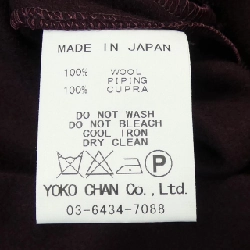 MADE IN JAPAN
100% WOOL
PIPING
100% CUPRA
DO NOT WASH
DO NOT BLEACH
COOL IRON
DRY CLEAN
P
YOKO CHAN Co., Ltd.
03-6434-7088